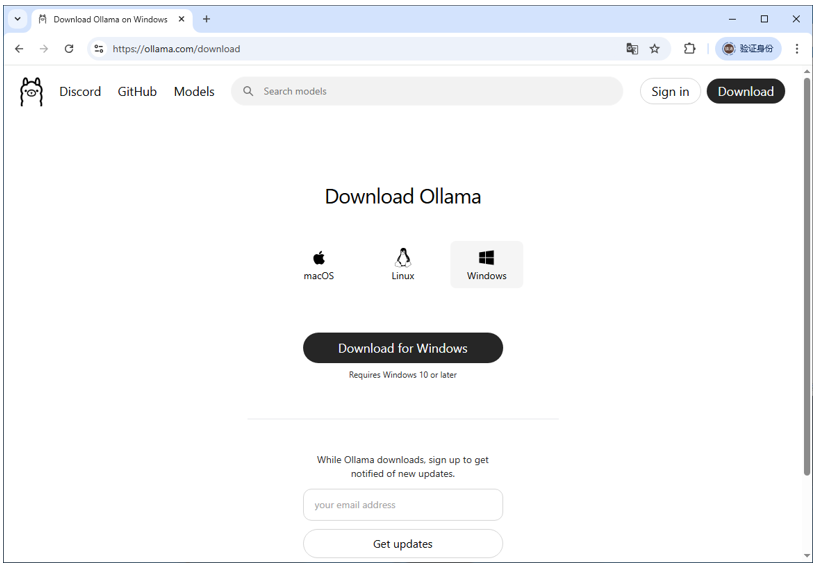 Download Ollama on Windows
https://ollama.com/download
验证身份
Discord GitHub Models Search models Sign in Download
Download Ollama
macOS Linux Windows
Download for Windows
Requires Windows 10 or later
While Ollama downloads, sign up to get
notified of new updates.
your email address
Get updates